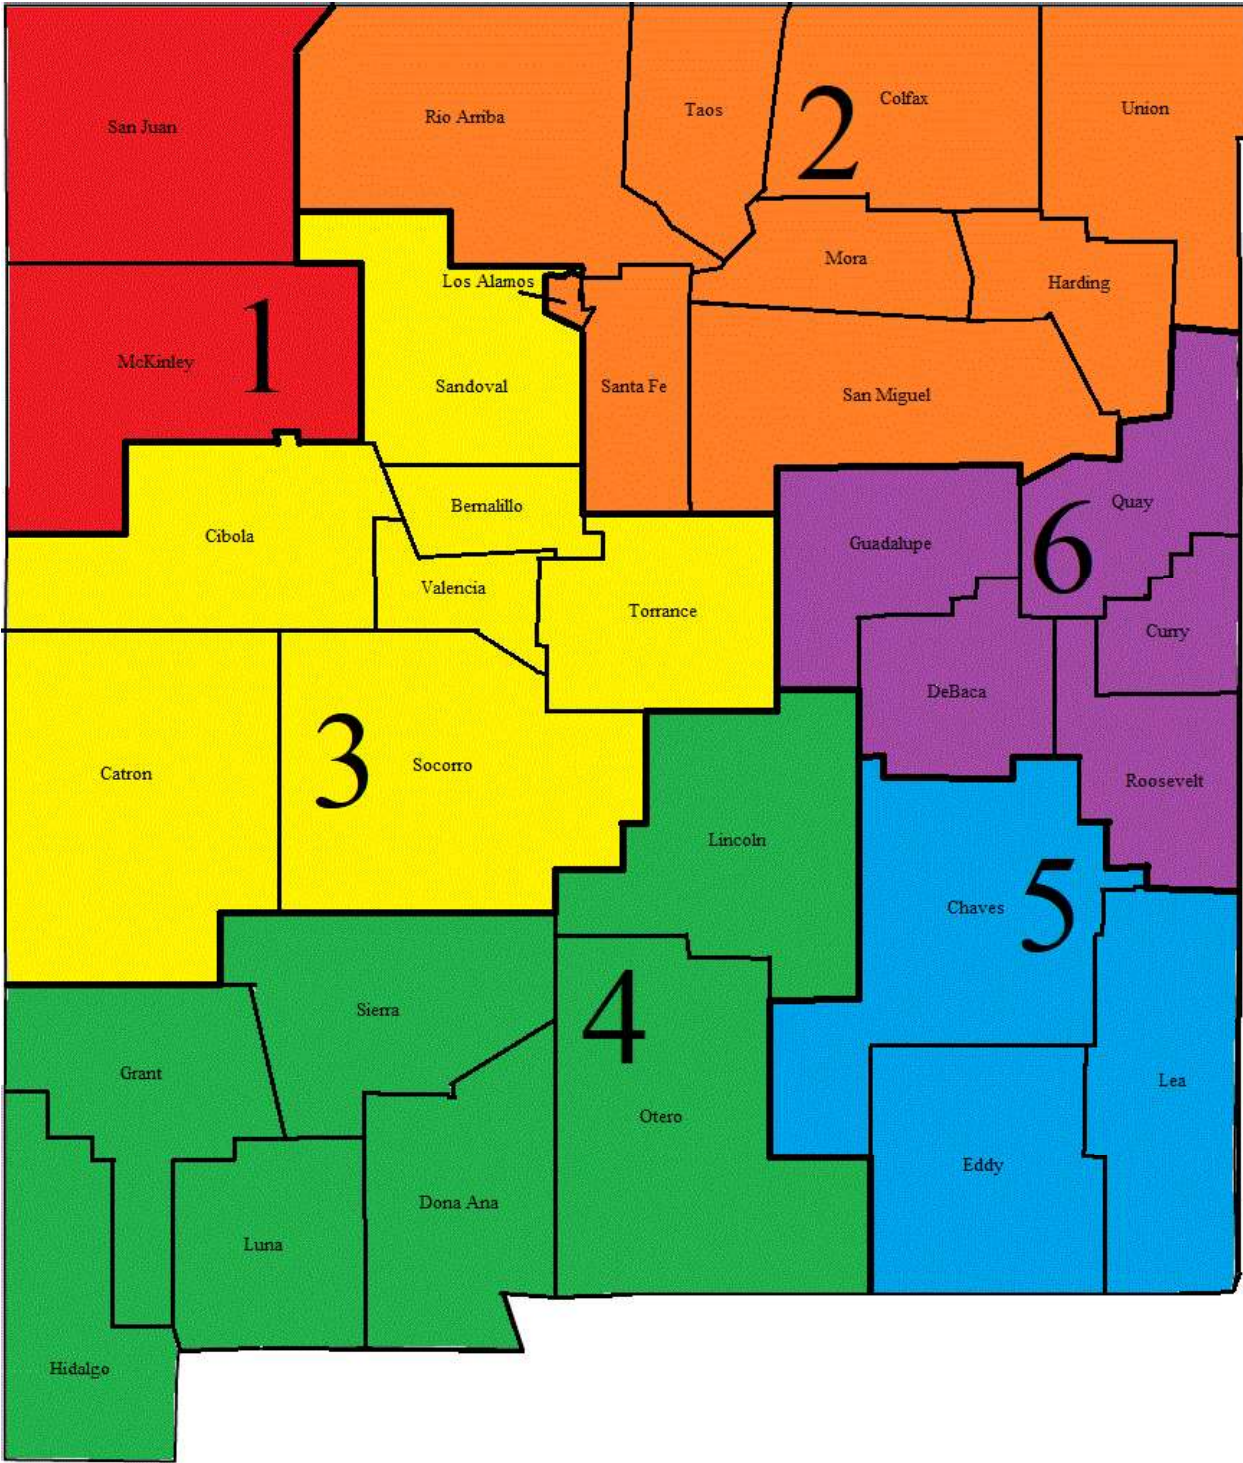 San Juan
Rio Arriba
Taos
2
Colfax
Union
Los Alamos
Mora
Harding
McKinley
1
Sandoval
Santa Fe
San Miguel
Cibola
Bernalillo
Valencia
Torrance
Guadalupe
6
Quay
Curry
DeBaca
Roosevelt
Catron
3
Socorro
Lincoln
Chaves
5
Sierra
4
Grant
Otero
Lea
Dona Ana
Eddy
Luna
Hidalgo